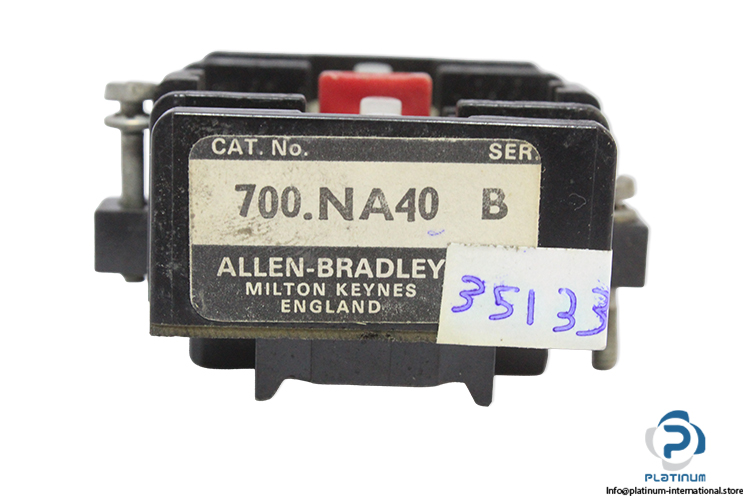 CAT. No. SER.
700.NA40 B
ALLEN-BRADLEY
MILTON KEYNES
ENGLAND
35133
PLATINUM
Info@platinum-international.store